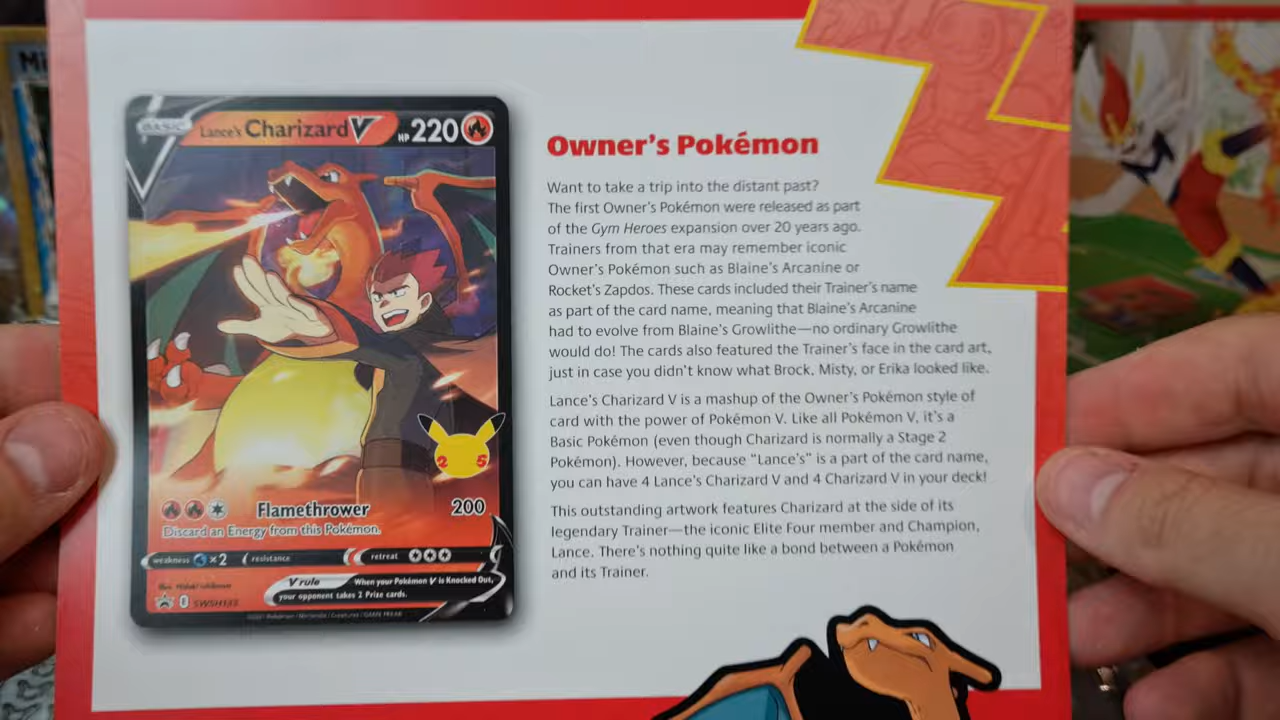 Mi
BASIC Lance's Charizard V HP 220
2 5
Flamethrower 200
Discard an Energy from this Pokémon.
weakness ×2 resistance retreat
V rule When your Pokémon V is Knocked Out,
your opponent takes 2 Prize cards.
©2021 Pokémon / Nintendo / Creatures / GAME FREAK
Owner's Pokémon
Want to take a trip into the distant past?
The first Owner's Pokémon were released as part
of the Gym Heroes expansion over 20 years ago.
Trainers from that era may remember iconic
Owner's Pokémon such as Blaine's Arcanine or
Rocket's Zapdos. These cards included their Trainer's name
as part of the card name, meaning that Blaine's Arcanine
had to evolve from Blaine's Growlithe—no ordinary Growlithe
would do! The cards also featured the Trainer's face in the card art,
just in case you didn't know what Brock, Misty, or Erika looked like.
Lance's Charizard V is a mashup of the Owner's Pokémon style of
card with the power of Pokémon V. Like all Pokémon V, it's a
Basic Pokémon (even though Charizard is normally a Stage 2
Pokémon). However, because "Lance's" is a part of the card name,
you can have 4 Lance's Charizard V and 4 Charizard V in your deck!
This outstanding artwork features Charizard at the side of its
legendary Trainer—the iconic Elite Four member and Champion,
Lance. There's nothing quite like a bond between a Pokémon
and its Trainer.